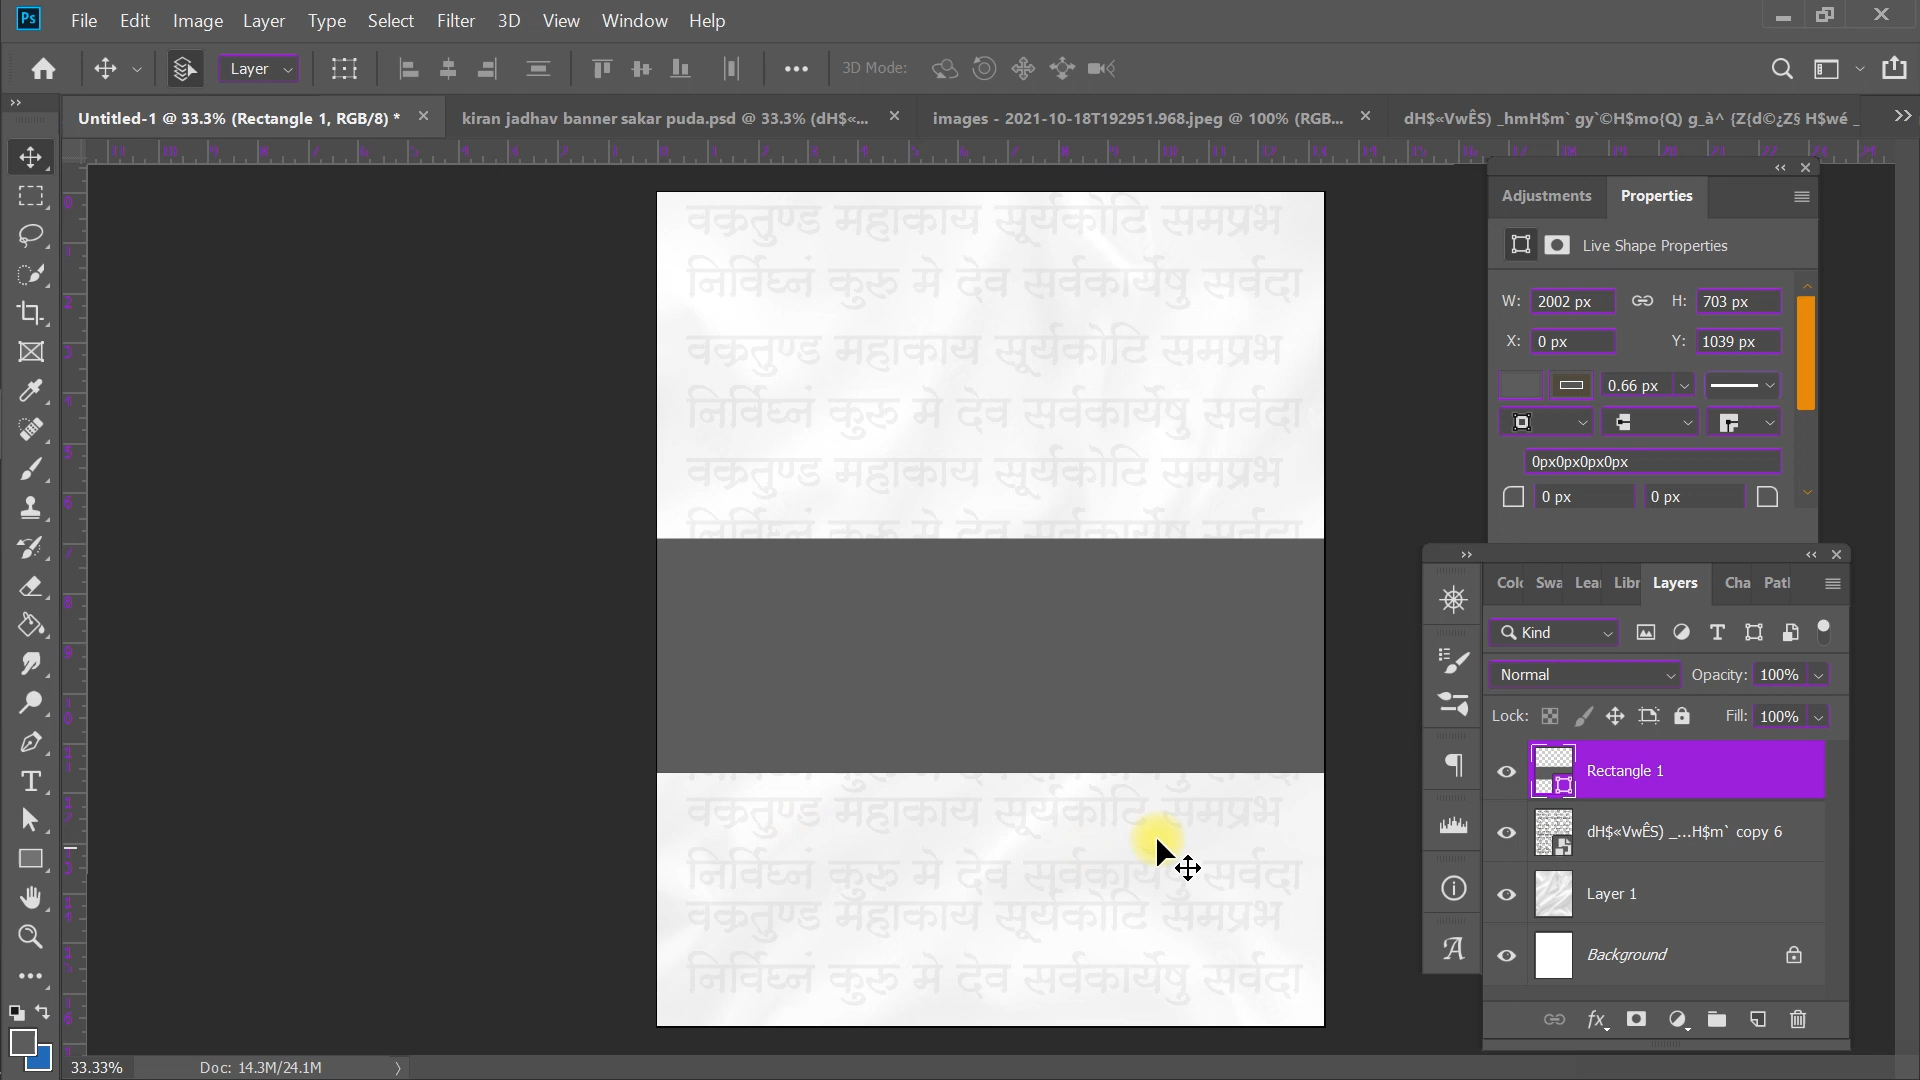 Ps File Edit Image Layer Type Select Filter 3D View Window Help
Layer 3D Mode:
Untitled-1 @ 33.3% (Rectangle 1, RGB/8) *
kiran jadhav banner sakar puda.psd @ 33.3% (dH$«...
images - 2021-10-18T192951.968.jpeg @ 100% (RGB...
dH$«VwÊS) _hmH$m` gy`©H$mo{Q) g_à^ {Z{d©¿Z§ H$wé _
वक्रतुण्ड महाकाय सूर्यकोटि समप्रभ
निर्विघ्नं कुरु मे देव सर्वकार्येषु सर्वदा
वक्रतुण्ड महाकाय सूर्यकोटि समप्रभ
निर्विघ्नं कुरु मे देव सर्वकार्येषु सर्वदा
वक्रतुण्ड महाकाय सूर्यकोटि समप्रभ
निर्विघ्नं कुरु मे देव सर्वकार्येषु सर्वदा
वक्रतुण्ड महाकाय सूर्यकोटि समप्रभ
निर्विघ्नं कुरु मे देव सर्वकार्येषु सर्वदा
वक्रतुण्ड महाकाय सूर्यकोटि समप्रभ
निर्विघ्नं कुरु मे देव सर्वकार्येषु सर्वदा
Adjustments Properties
Live Shape Properties
W: 2002 px H: 703 px
X: 0 px Y: 1039 px
0.66 px
0px0px0px0px
0 px 0 px
Colc Swa Lea Libr Layers Cha Patl
Kind
Normal Opacity: 100%
Lock: Fill: 100%
Rectangle 1
dH$«VwÊS) _...H$m` copy 6
Layer 1
Background
33.33% Doc: 14.3M/24.1M